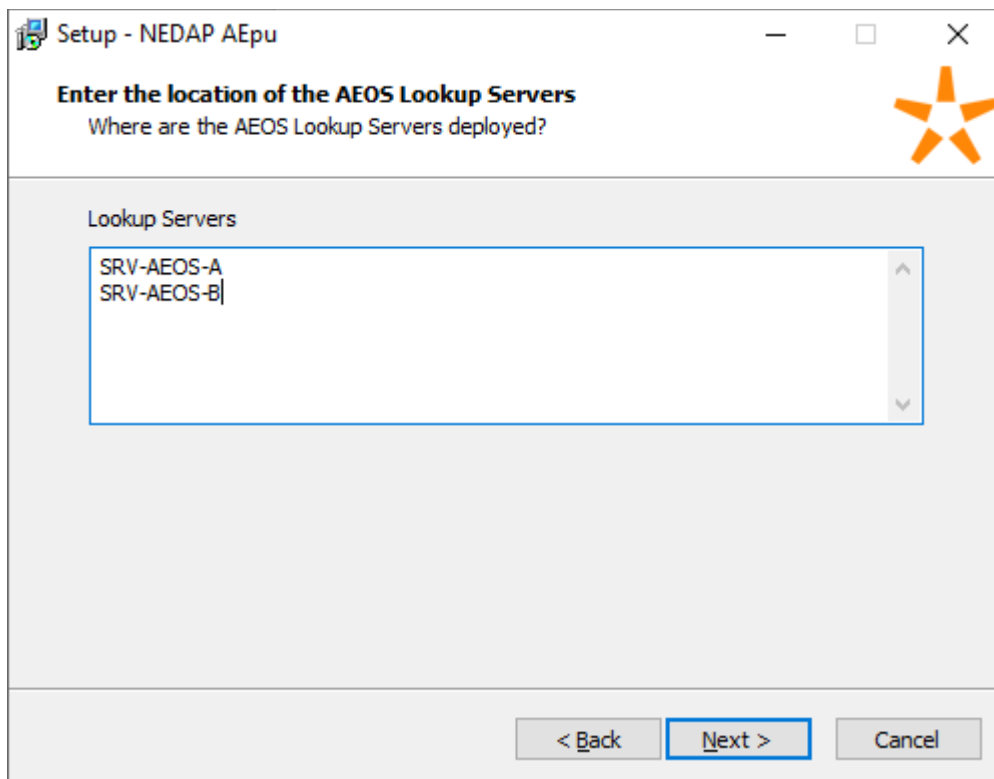 Setup - NEDAP AEpu
Enter the location of the AEOS Lookup Servers
Where are the AEOS Lookup Servers deployed?
Lookup Servers
SRV-AEOS-A
SRV-AEOS-B
< Back
Next >
Cancel